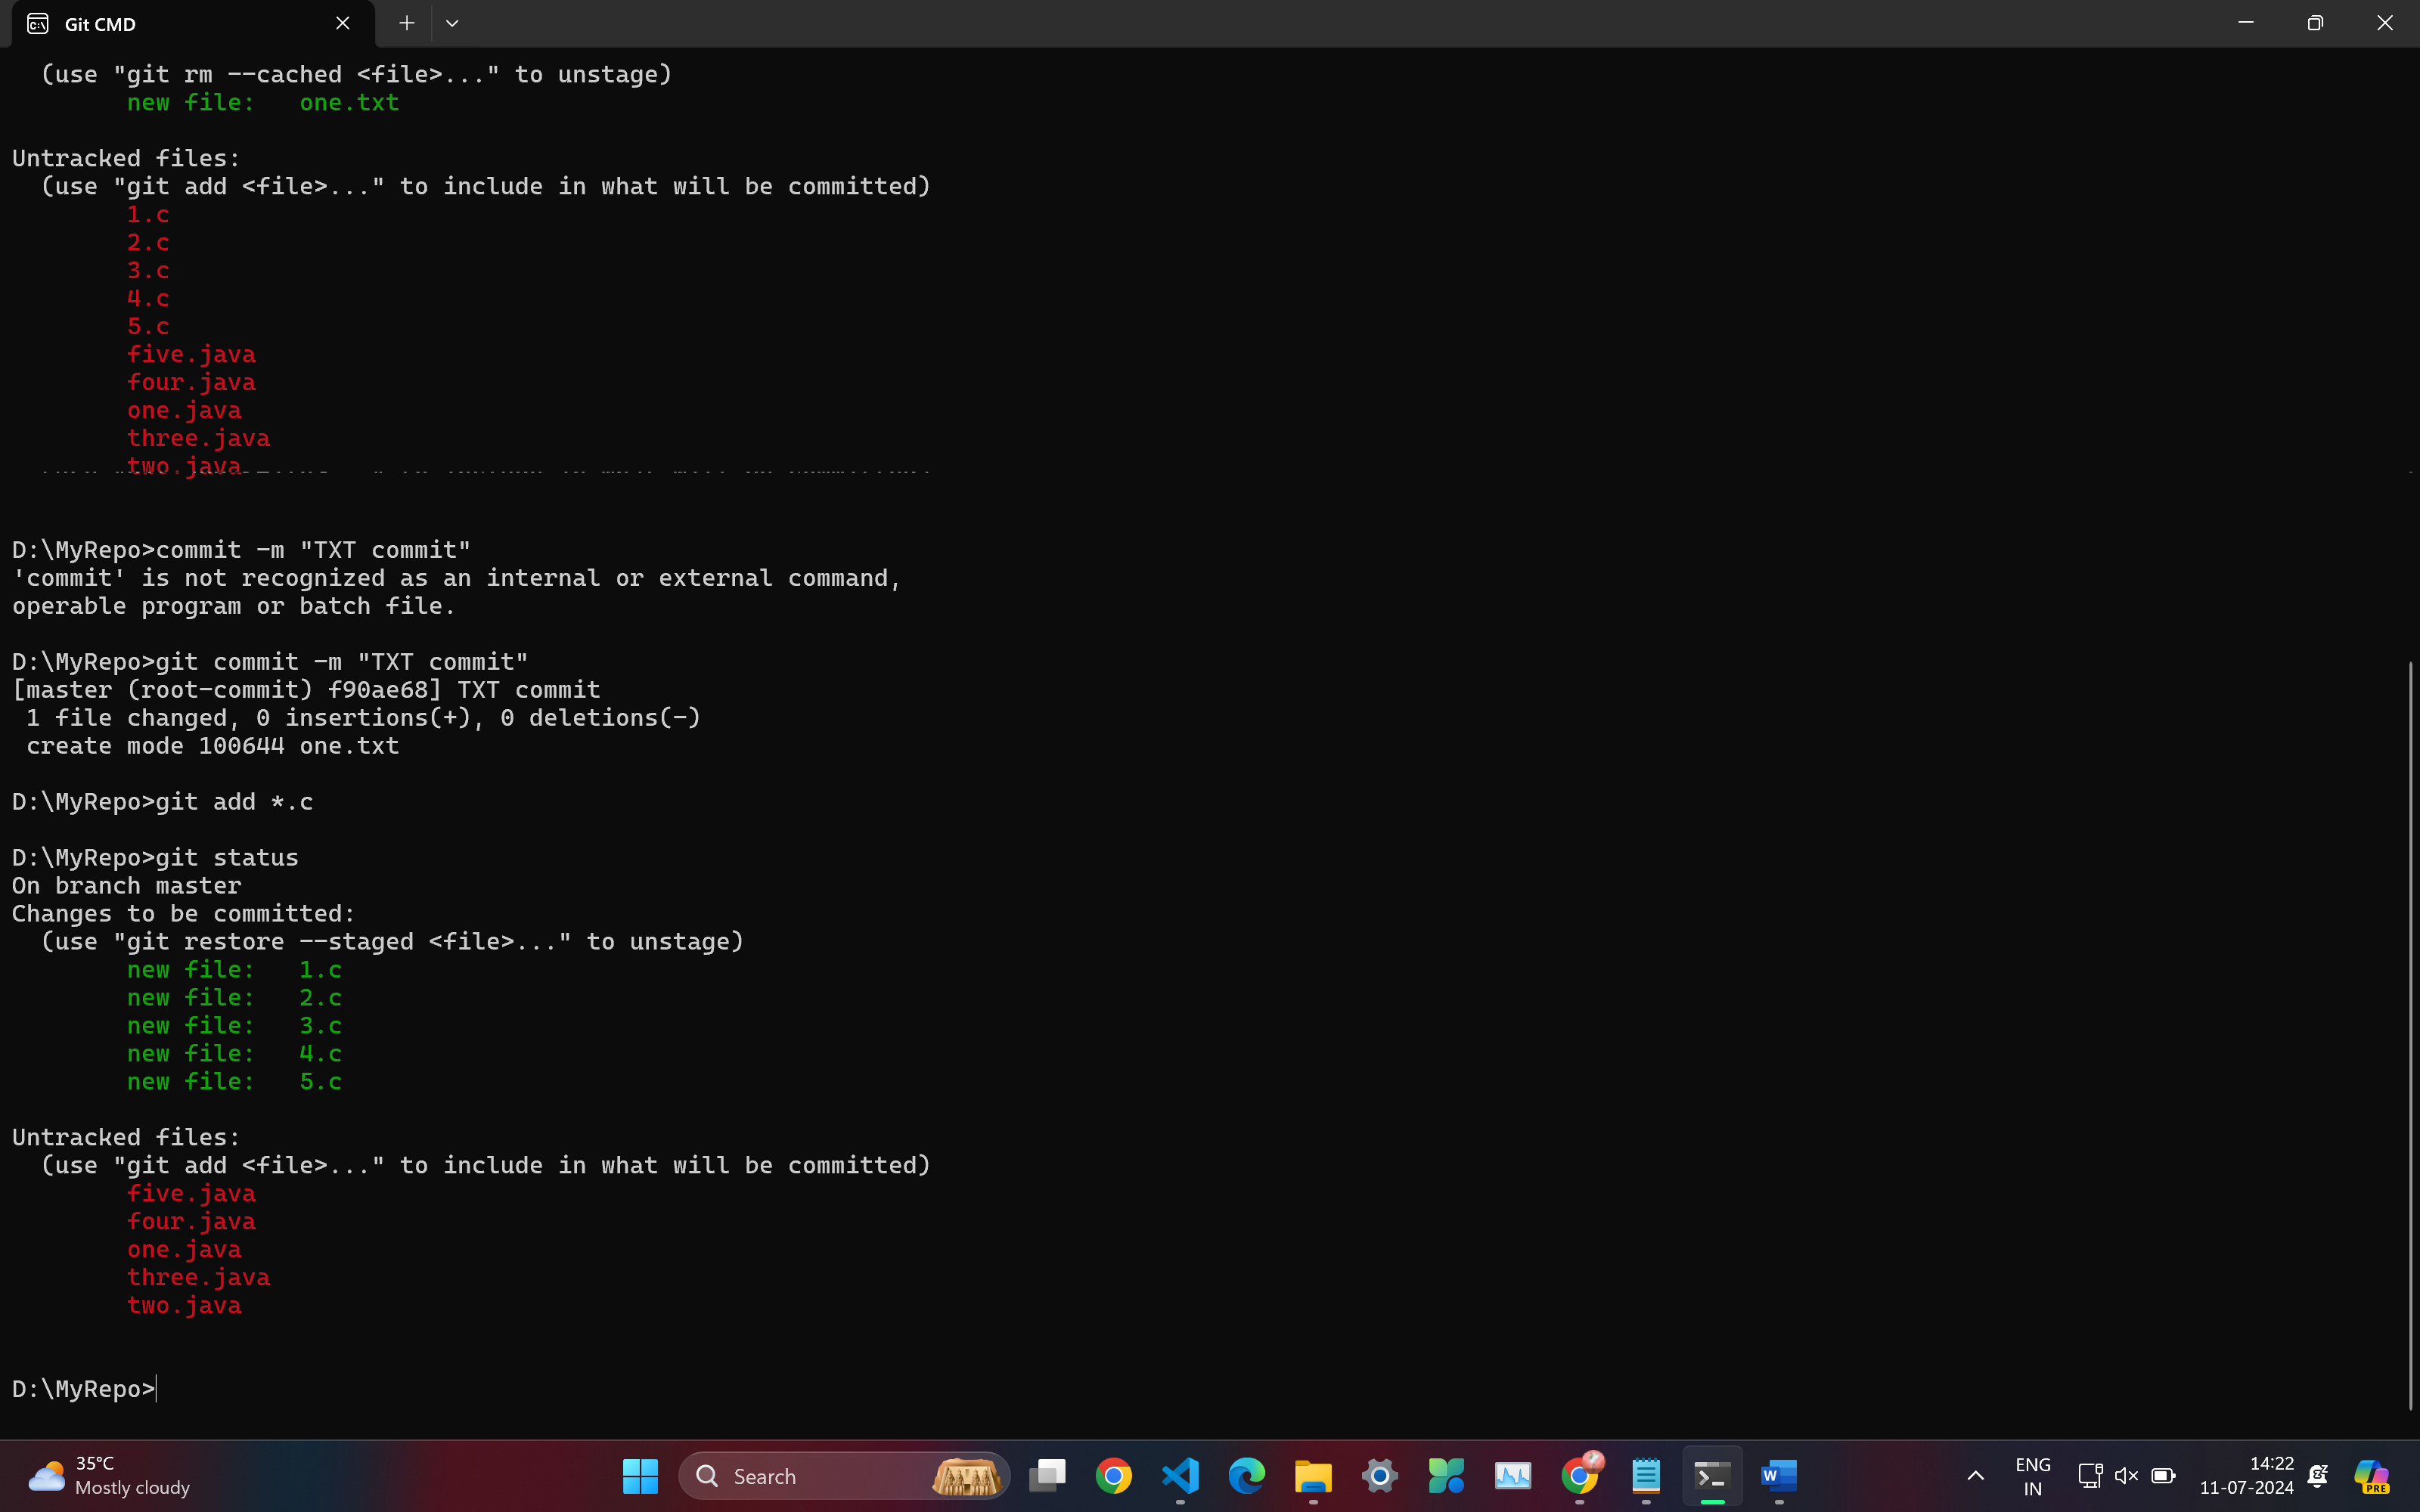 Git CMD
(use "git rm --cached <file>..." to unstage)
new file:   one.txt
Untracked files:
(use "git add <file>..." to include in what will be committed)
1.c
2.c
3.c
4.c
5.c
five.java
four.java
one.java
three.java
two.java
D:\MyRepo>commit -m "TXT commit"
'commit' is not recognized as an internal or external command,
operable program or batch file.
D:\MyRepo>git commit -m "TXT commit"
[master (root-commit) f90ae68] TXT commit
1 file changed, 0 insertions(+), 0 deletions(-)
create mode 100644 one.txt
D:\MyRepo>git add *.c
D:\MyRepo>git status
On branch master
Changes to be committed:
(use "git restore --staged <file>..." to unstage)
new file:   1.c
new file:   2.c
new file:   3.c
new file:   4.c
new file:   5.c
Untracked files:
(use "git add <file>..." to include in what will be committed)
five.java
four.java
one.java
three.java
two.java
D:\MyRepo>
35°C
Mostly cloudy
Search
W
ENG
IN
14:22
11-07-2024
PRE